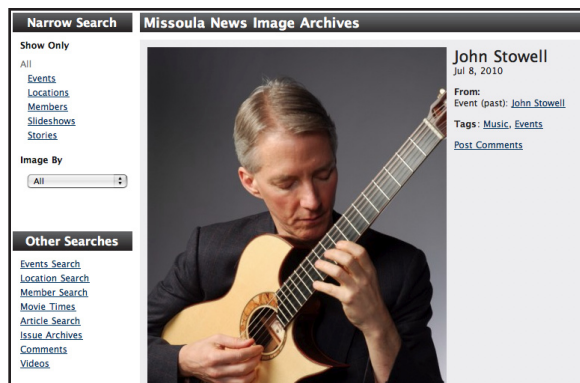 Narrow Search
Show Only
All
Events
Locations
Members
Slideshows
Stories
Image By
All
Other Searches
Events Search
Location Search
Member Search
Movie Times
Article Search
Issue Archives
Comments
Videos
Missoula News Image Archives
John Stowell
Jul 8, 2010
From:
Event (past): John Stowell
Tags: Music, Events
Post Comments